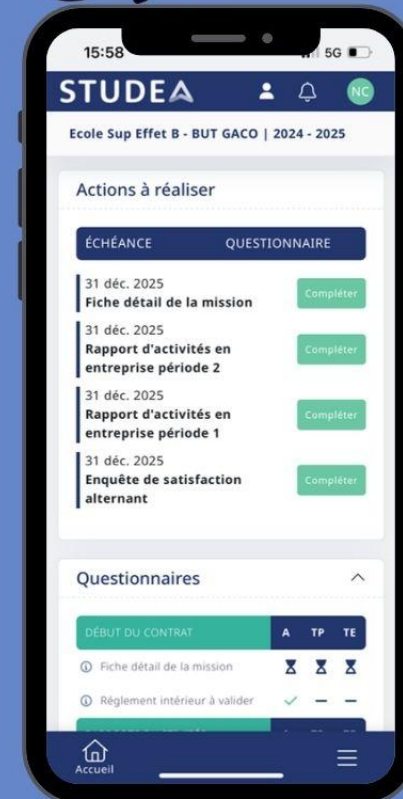 15:58
5G
STUDEA
NC
Ecole Sup Effet B - BUT GACO | 2024 - 2025
Actions à réaliser
ÉCHÉANCE QUESTIONNAIRE
31 déc. 2025
Fiche détail de la mission
Compléter
31 déc. 2025
Rapport d'activités en
entreprise période 2
Compléter
31 déc. 2025
Rapport d'activités en
entreprise période 1
Compléter
31 déc. 2025
Enquête de satisfaction
alternant
Compléter
Questionnaires
DÉBUT DU CONTRAT A TP TE
Fiche détail de la mission
Réglement intérieur à valider
Accueil